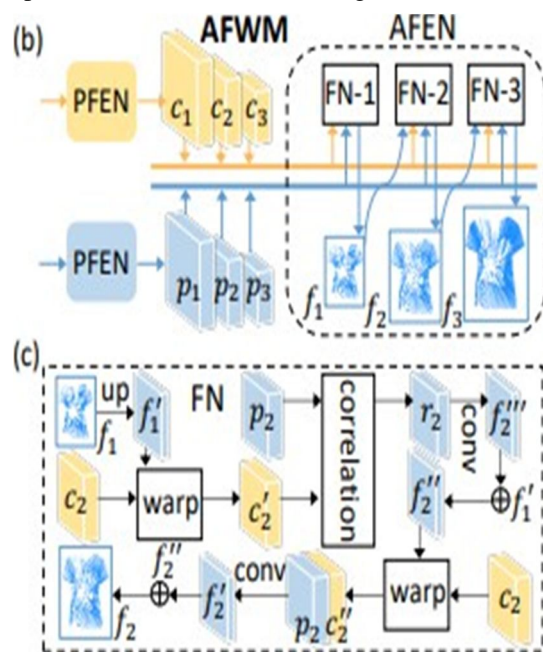 (b) AFWM AFEN
PFEN c₁ c₂ c₃ FN-1 FN-2 FN-3
PFEN p₁ p₂ p₃ f₁ f₂ f₃
(c) FN
f₁ up f₁′ p₂ correlation r₂ conv f₂‴
c₂ warp c₂′ f₂″ ⊕ f₁′
f₂ ⊕ f₂″ f₂′ conv p₂ c₂″ warp c₂